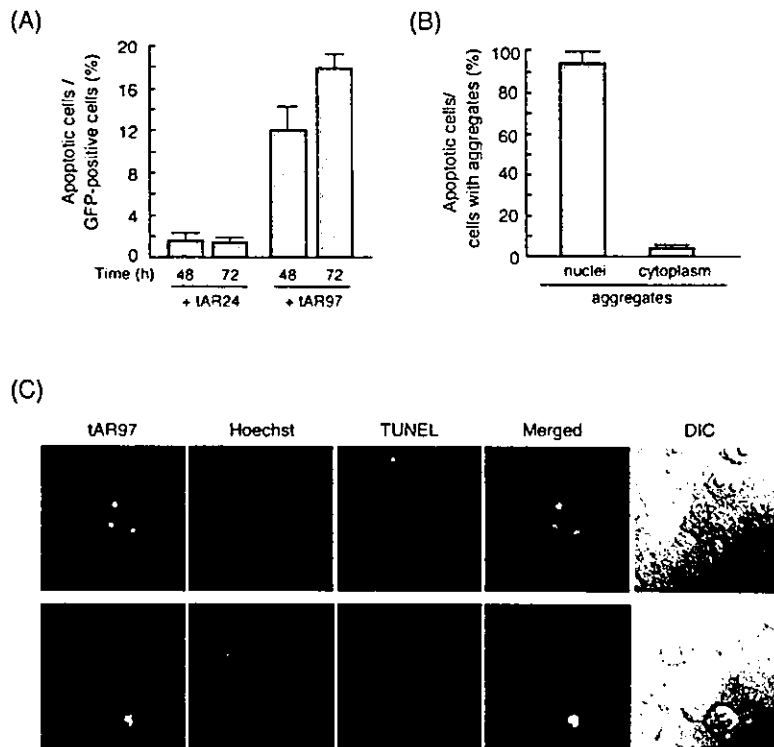 (A)
Apoptotic cells /
GFP-positive cells (%)
20
16
12
8
4
0
Time (h) 48 72 48 72
+ tAR24 + tAR97
(B)
Apoptotic cells/
cells with aggregates (%)
100
80
60
40
20
0
nuclei cytoplasm
aggregates
(C)
tAR97 Hoechst TUNEL Merged DIC